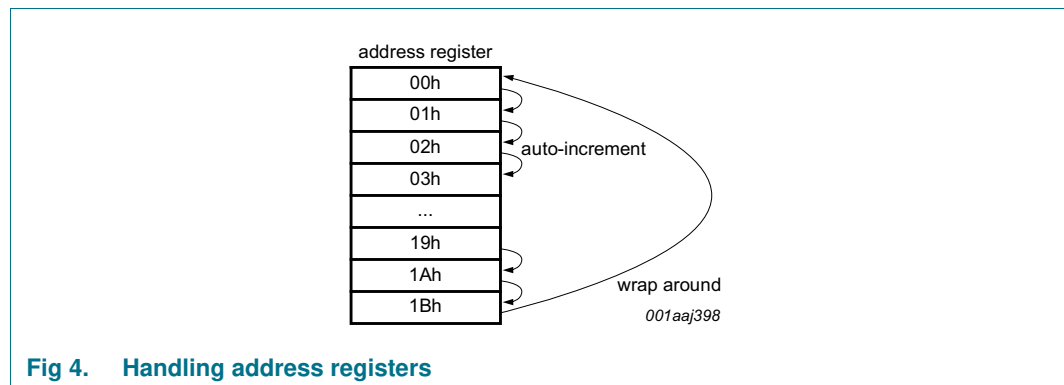 address register
00h
01h
02h
auto-increment
03h
...
19h
1Ah
1Bh
wrap around
001aaj398
Fig 4. Handling address registers